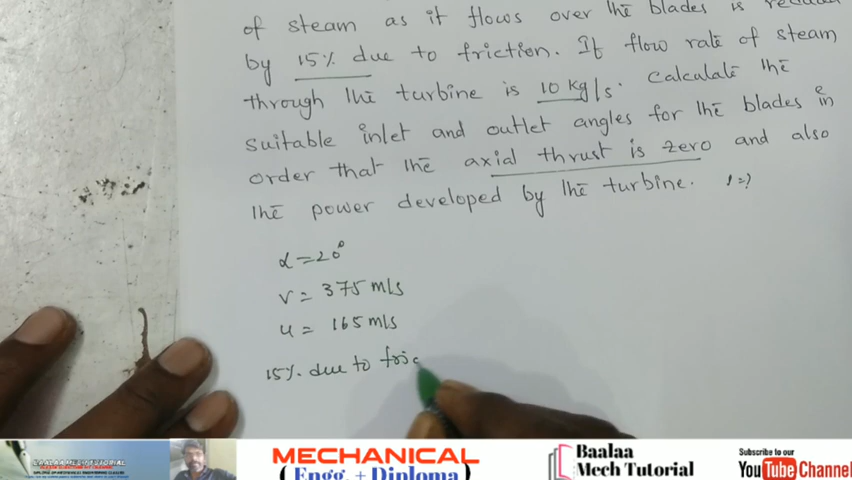 of steam as it flows over the blades is
by 15% due to friction. If flow rate of steam
through the turbine is 10 kg/s. calculate the
suitable inlet and outlet angles for the blades in
order that the axial thrust is zero and also
the power developed by the turbine.
α = 20°
V = 375 m/s
u = 165 m/s
15% due to fric
BAALAA MECH TUTORIAL
MECHANICAL
(Engg. + Diploma)
Baalaa
Mech Tutorial
Subscribe to our
YouTube Channel